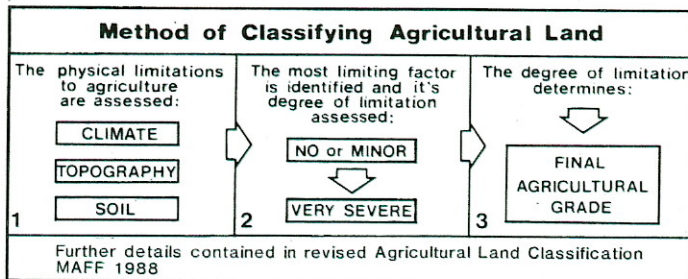 Method of Classifying Agricultural Land
The physical limitations
to agriculture
are assessed:
CLIMATE
TOPOGRAPHY
SOIL
1
The most limiting factor
is identified and it's
degree of limitation
assessed:
NO or MINOR
VERY SEVERE
2
The degree of limitation
determines:
FINAL
AGRICULTURAL
GRADE
3
Further details contained in revised Agricultural Land Classification
MAFF 1988